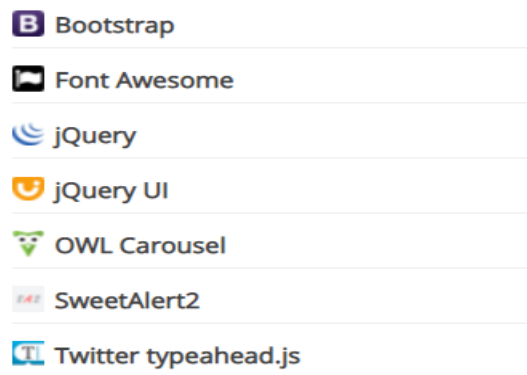 Bootstrap
Font Awesome
jQuery
jQuery UI
OWL Carousel
SweetAlert2
Twitter typeahead.js